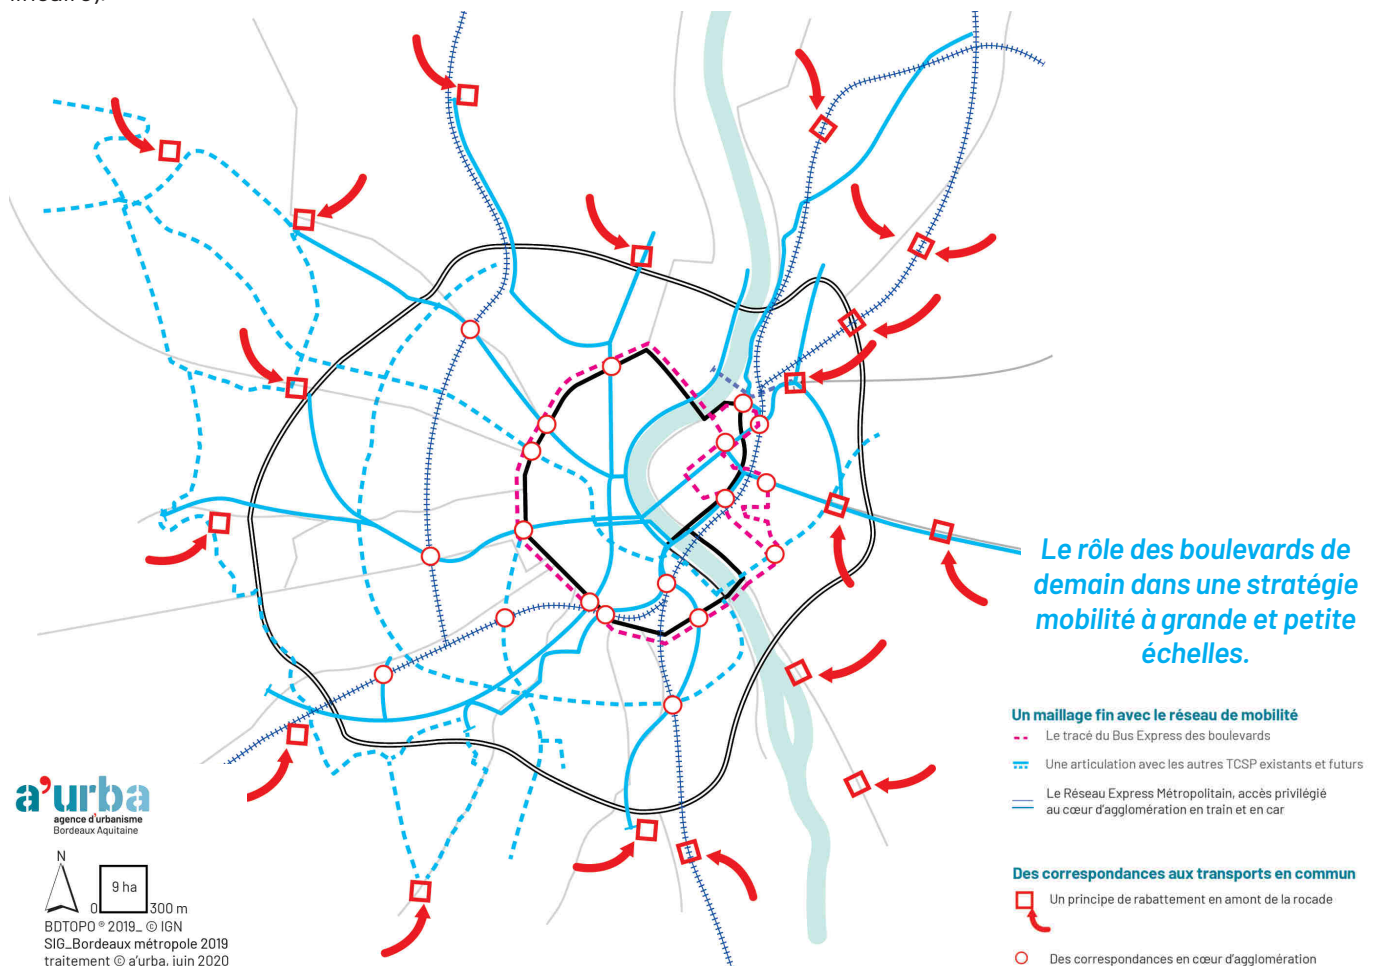 Le rôle des boulevards de
demain dans une stratégie
mobilité à grande et petite
échelles.
Un maillage fin avec le réseau de mobilité
Le tracé du Bus Express des boulevards
Une articulation avec les autres TCSP existants et futurs
Le Réseau Express Métropolitain, accès privilégié
au cœur d'agglomération en train et en car
Des correspondances aux transports en commun
Un principe de rabattement en amont de la rocade
Des correspondances en cœur d'agglomération
a'urba
agence d'urbanisme
Bordeaux Aquitaine
N
9 ha
0 300 m
BDTOPO ® 2019_ © IGN
SIG_Bordeaux métropole 2019
traitement © a'urba, juin 2020